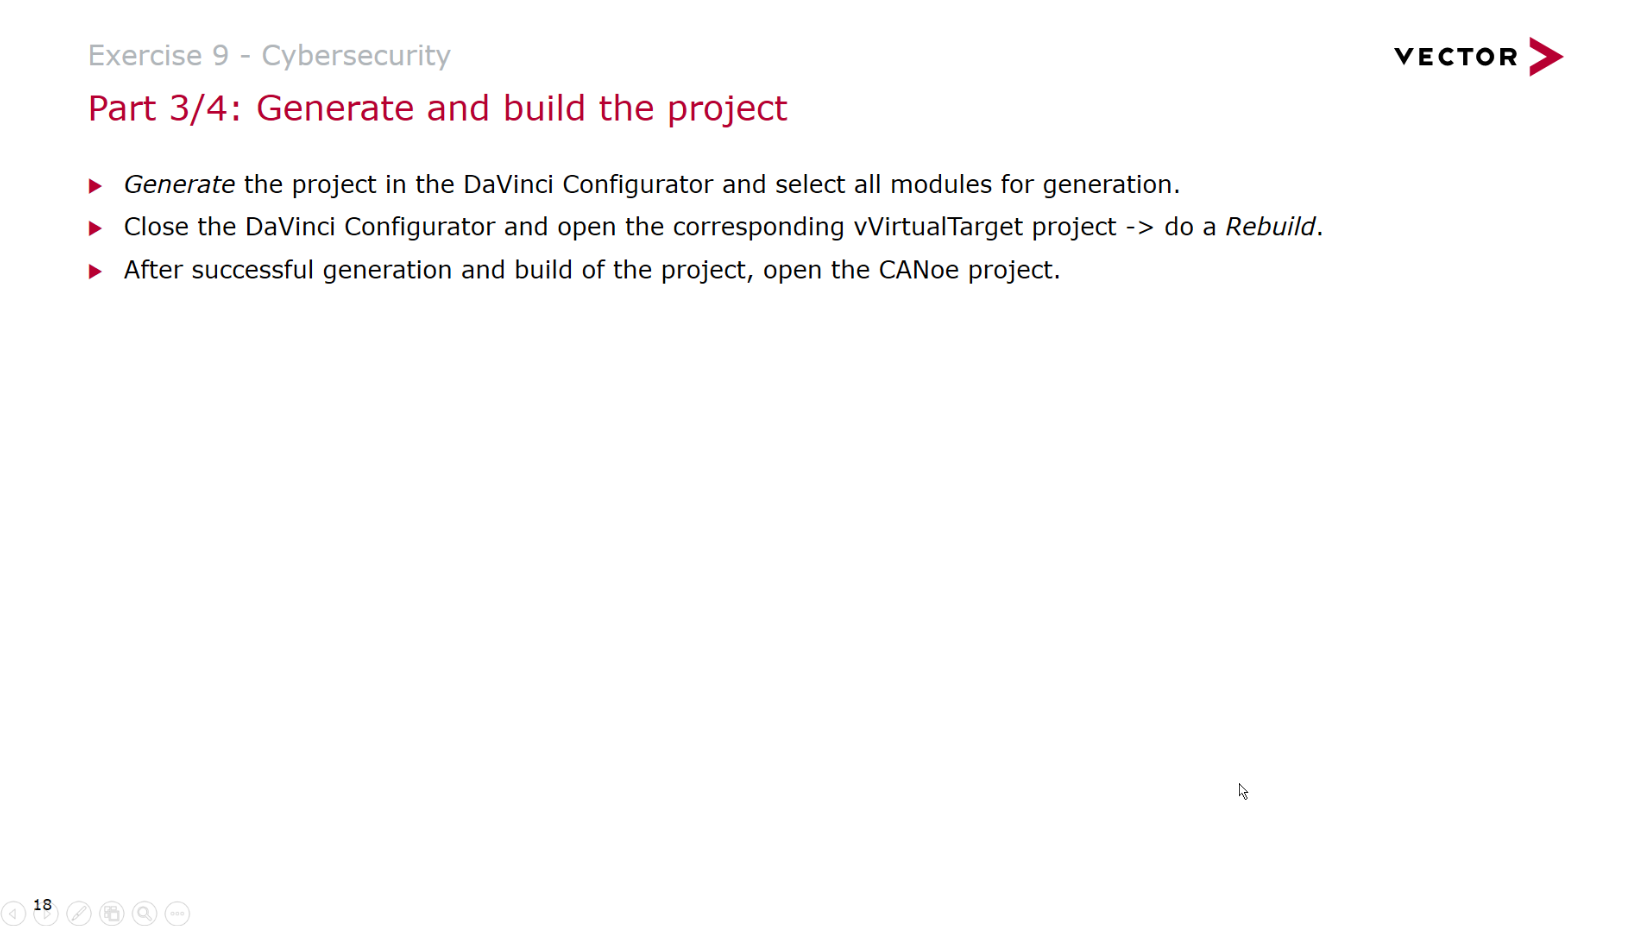 Exercise 9 - Cybersecurity
VECTOR
Part 3/4: Generate and build the project
Generate the project in the DaVinci Configurator and select all modules for generation.
Close the DaVinci Configurator and open the corresponding vVirtualTarget project -> do a Rebuild.
After successful generation and build of the project, open the CANoe project.
18